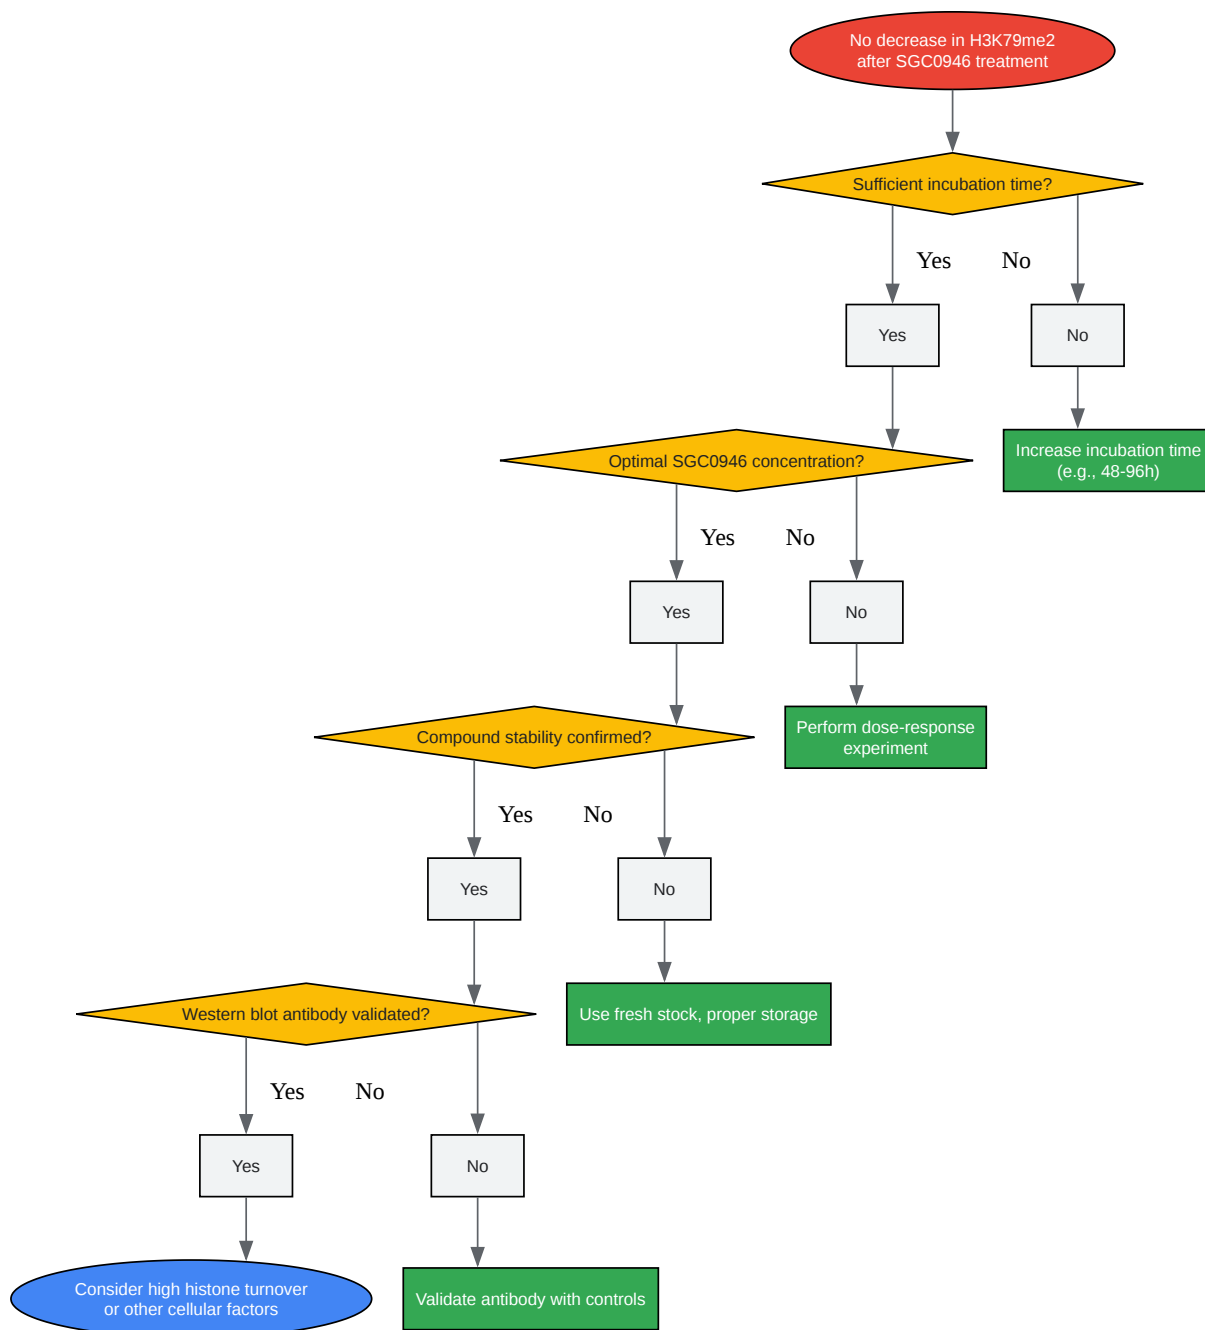 No decrease in H3K79me2
after SGC0946 treatment
Sufficient incubation time?
Yes
No
Yes
No
Increase incubation time
(e.g., 48-96h)
Optimal SGC0946 concentration?
Yes
No
Yes
No
Perform dose-response
experiment
Compound stability confirmed?
Yes
No
Yes
No
Use fresh stock, proper storage
Western blot antibody validated?
Yes
No
Yes
No
Consider high histone turnover
or other cellular factors
Validate antibody with controls